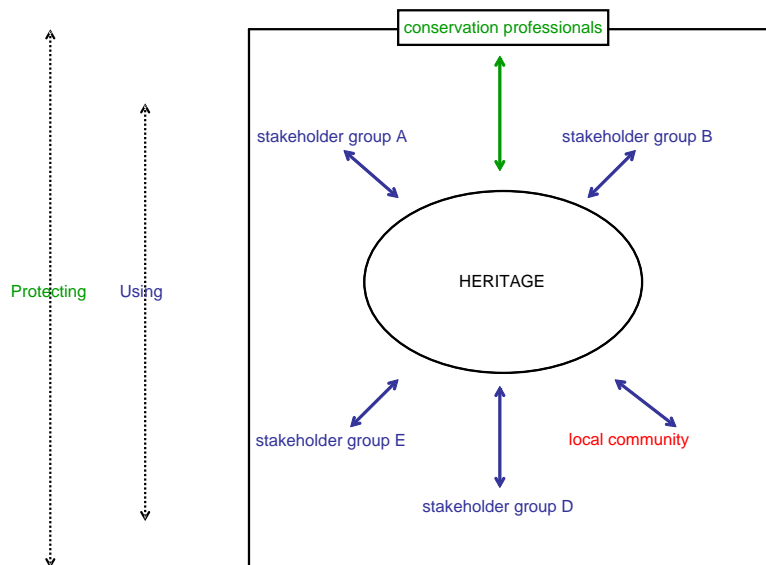 conservation professionals
stakeholder group A
stakeholder group B
Protecting
Using
HERITAGE
stakeholder group E
local community
stakeholder group D